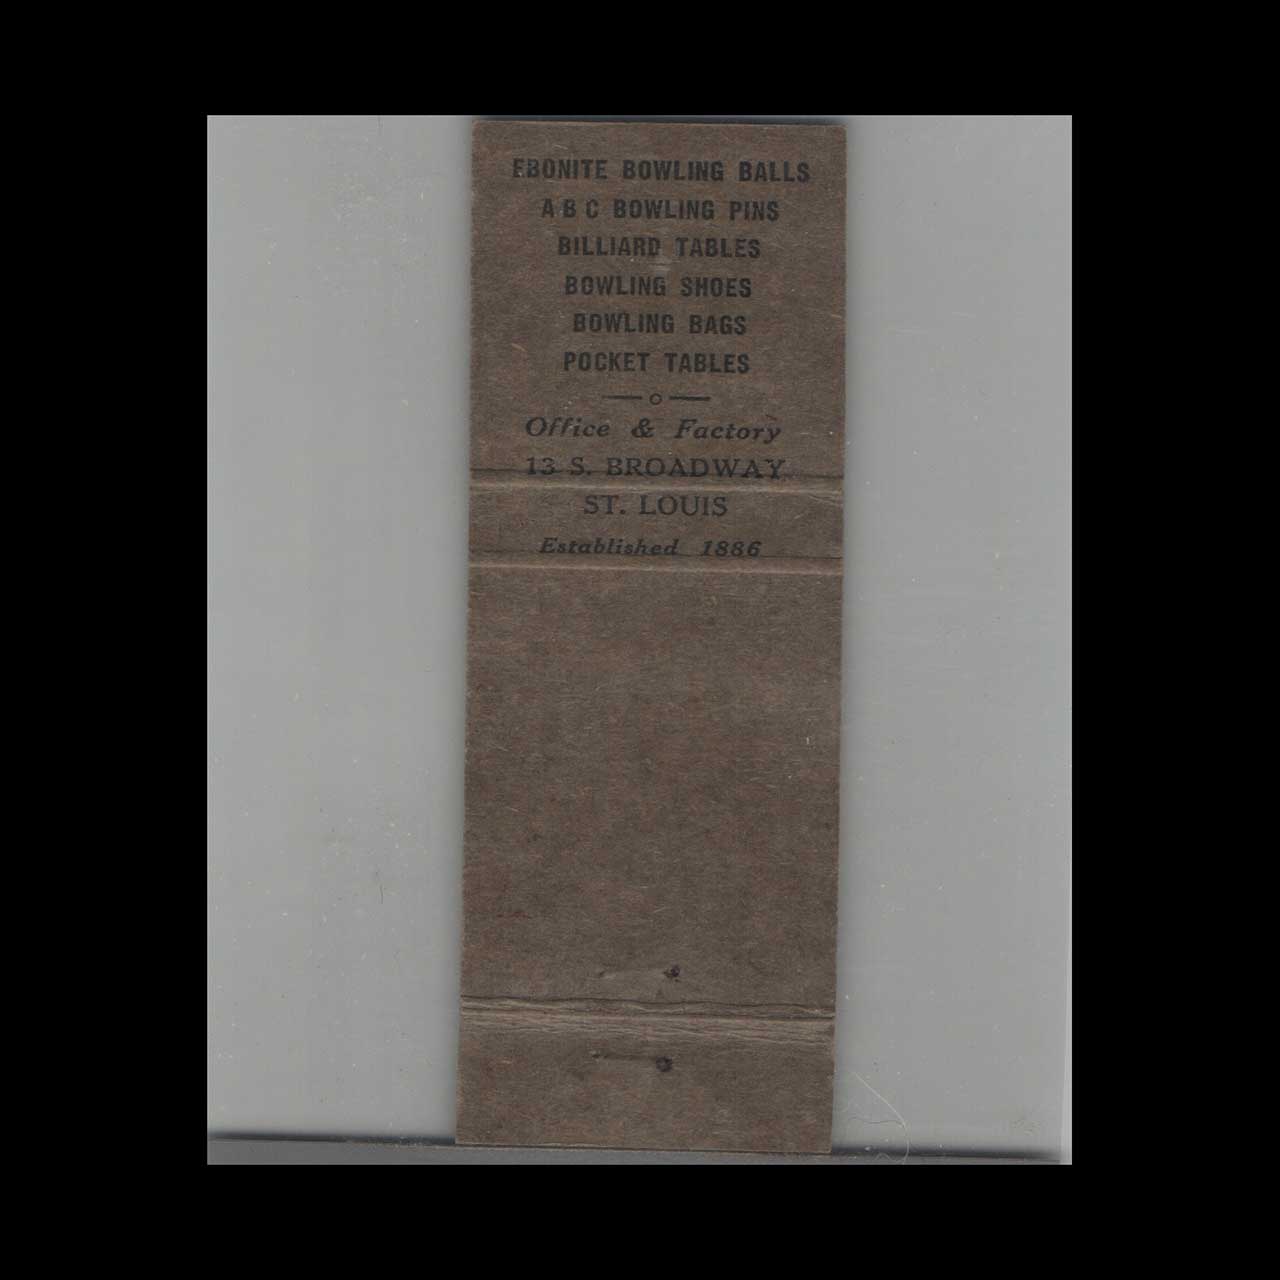 EBONITE BOWLING BALLS
A B C BOWLING PINS
BILLIARD TABLES
BOWLING SHOES
BOWLING BAGS
POCKET TABLES
Office & Factory
13 S. BROADWAY
ST. LOUIS
Established 1886